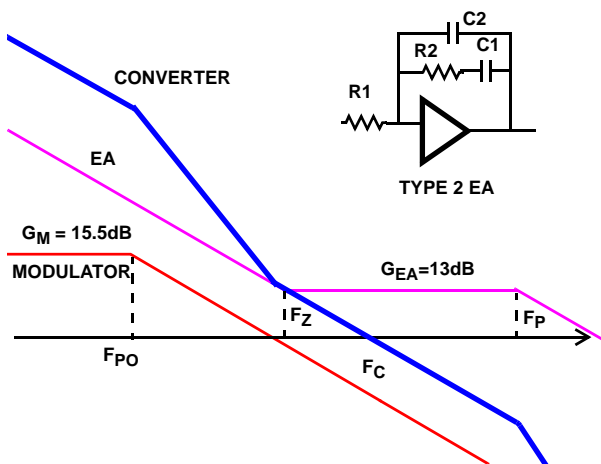 C2
R2
C1
R1
CONVERTER
EA
TYPE 2 EA
G_M = 15.5dB
G_EA=13dB
MODULATOR
F_Z
F_P
F_PO
F_C